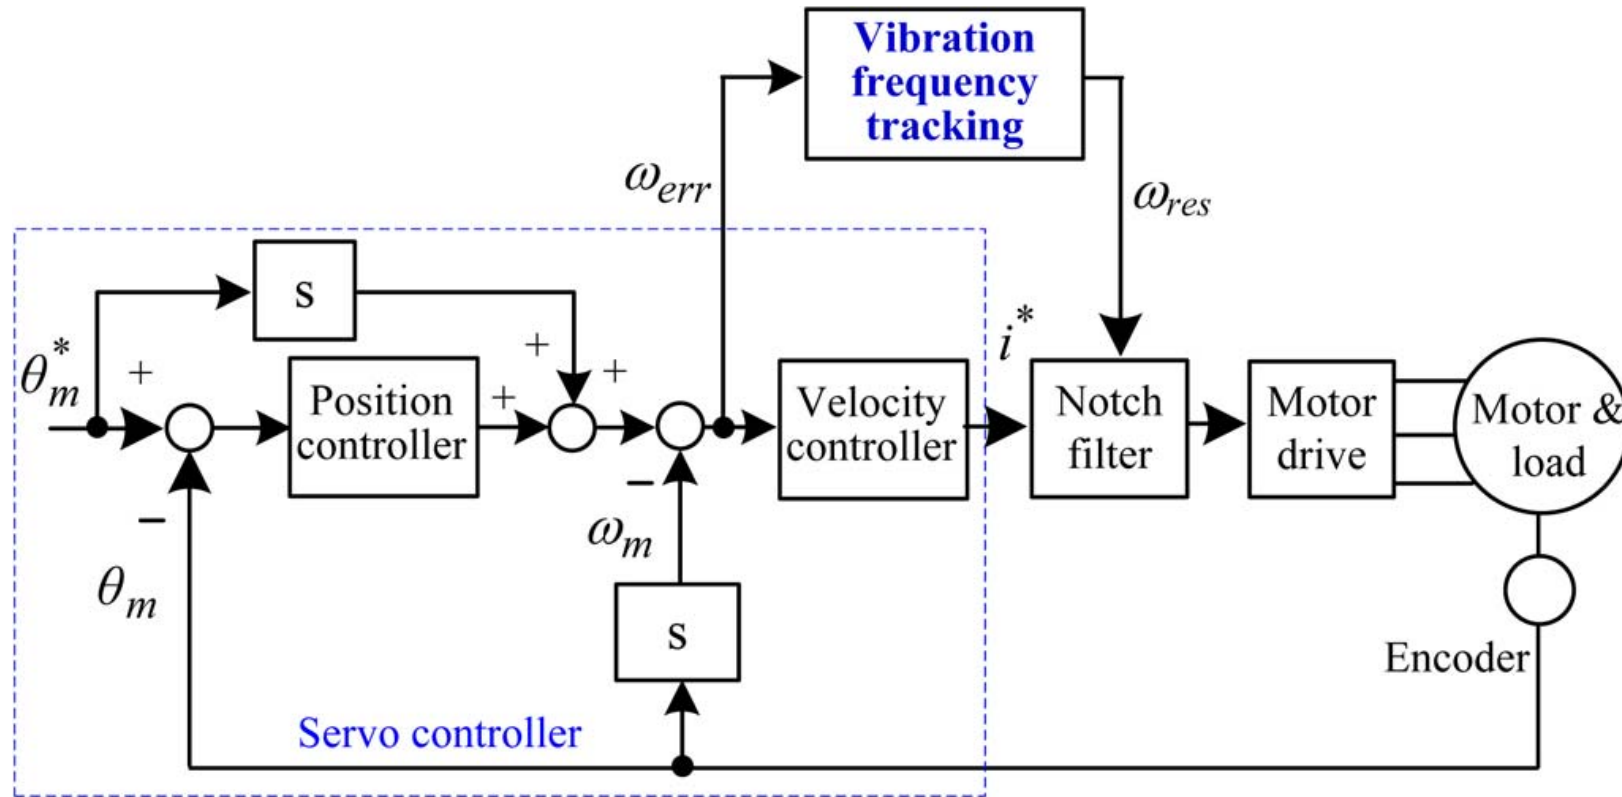 Vibration
frequency
tracking
ω_err
ω_res
s
i*
θ*_m
+
+
+
+
Position
controller
Velocity
controller
Notch
filter
Motor
drive
Motor &
load
−
−
ω_m
θ_m
s
Encoder
Servo controller